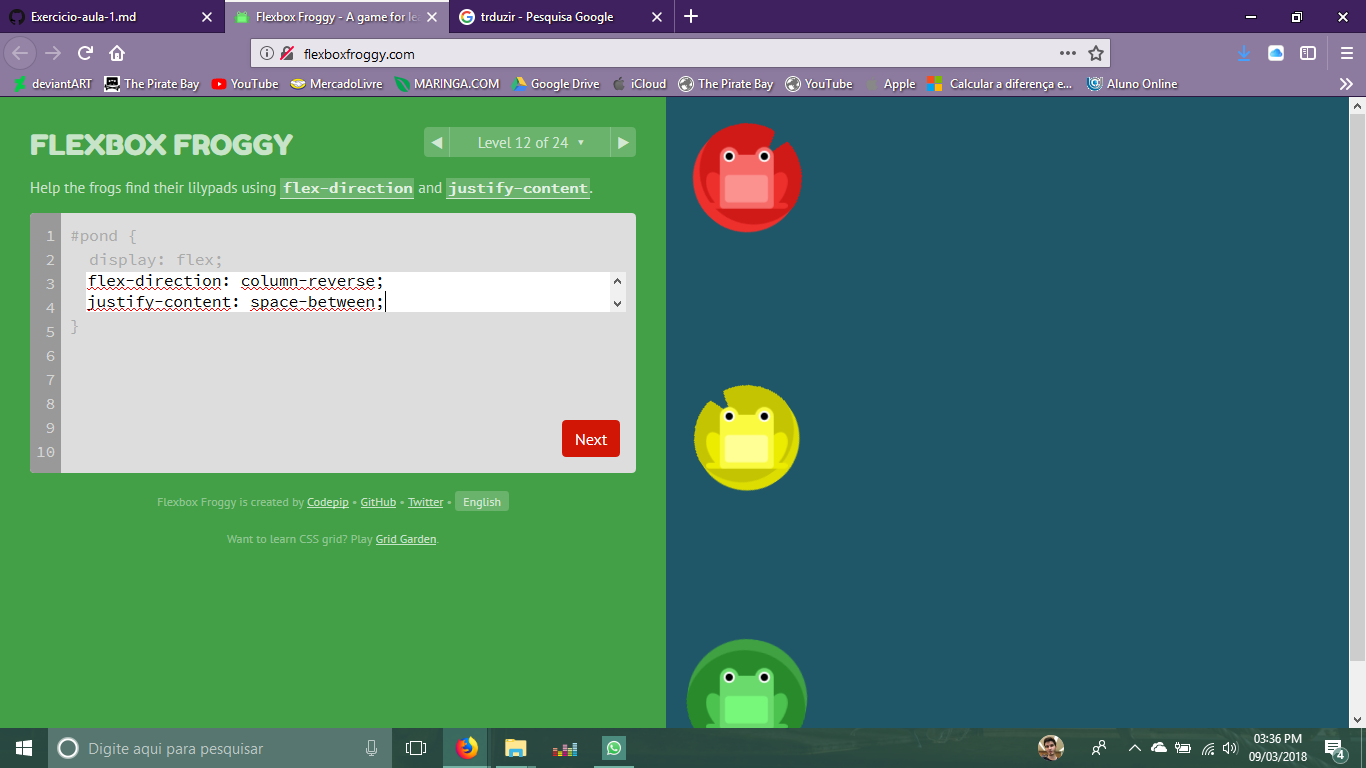 Exercicio-aula-1.md
Flexbox Froggy - A game for le
trduzir - Pesquisa Google
flexboxfroggy.com
deviantART The Pirate Bay YouTube MercadoLivre MARINGA.COM Google Drive iCloud The Pirate Bay YouTube Apple Calcular a diferença e... Aluno Online
FLEXBOX FROGGY
Level 12 of 24
Help the frogs find their lilypads using flex-direction and justify-content.
1 #pond {
2 display: flex;
3 flex-direction: column-reverse;
4 justify-content: space-between;
5 }
6
7
8
9
10
Next
Flexbox Froggy is created by Codepip • GitHub • Twitter • English
Want to learn CSS grid? Play Grid Garden.
Digite aqui para pesquisar
03:36 PM
09/03/2018
4